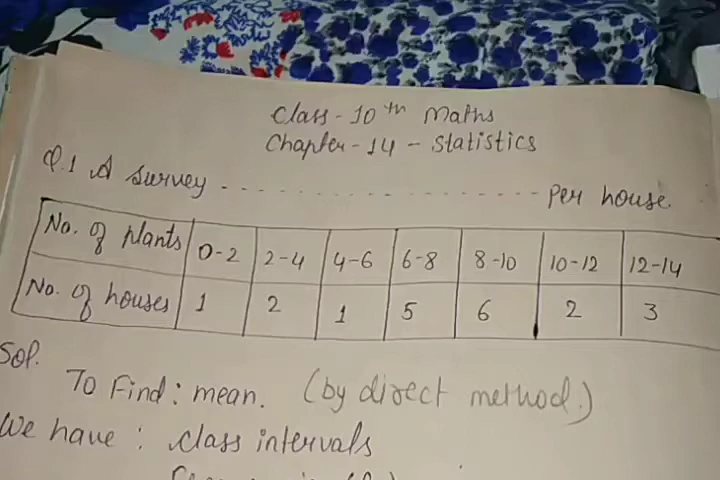 Class-10th Maths
Chapter-14 - Statistics
Q.1 A survey - - - - - - - - - - - - - - - - - - - - per house.
No. of plants 0-2 2-4 4-6 6-8 8-10 10-12 12-14
No. of houses 1 2 1 5 6 2 3
Sol.
To Find: mean. (by direct method.)
We have: class intervals